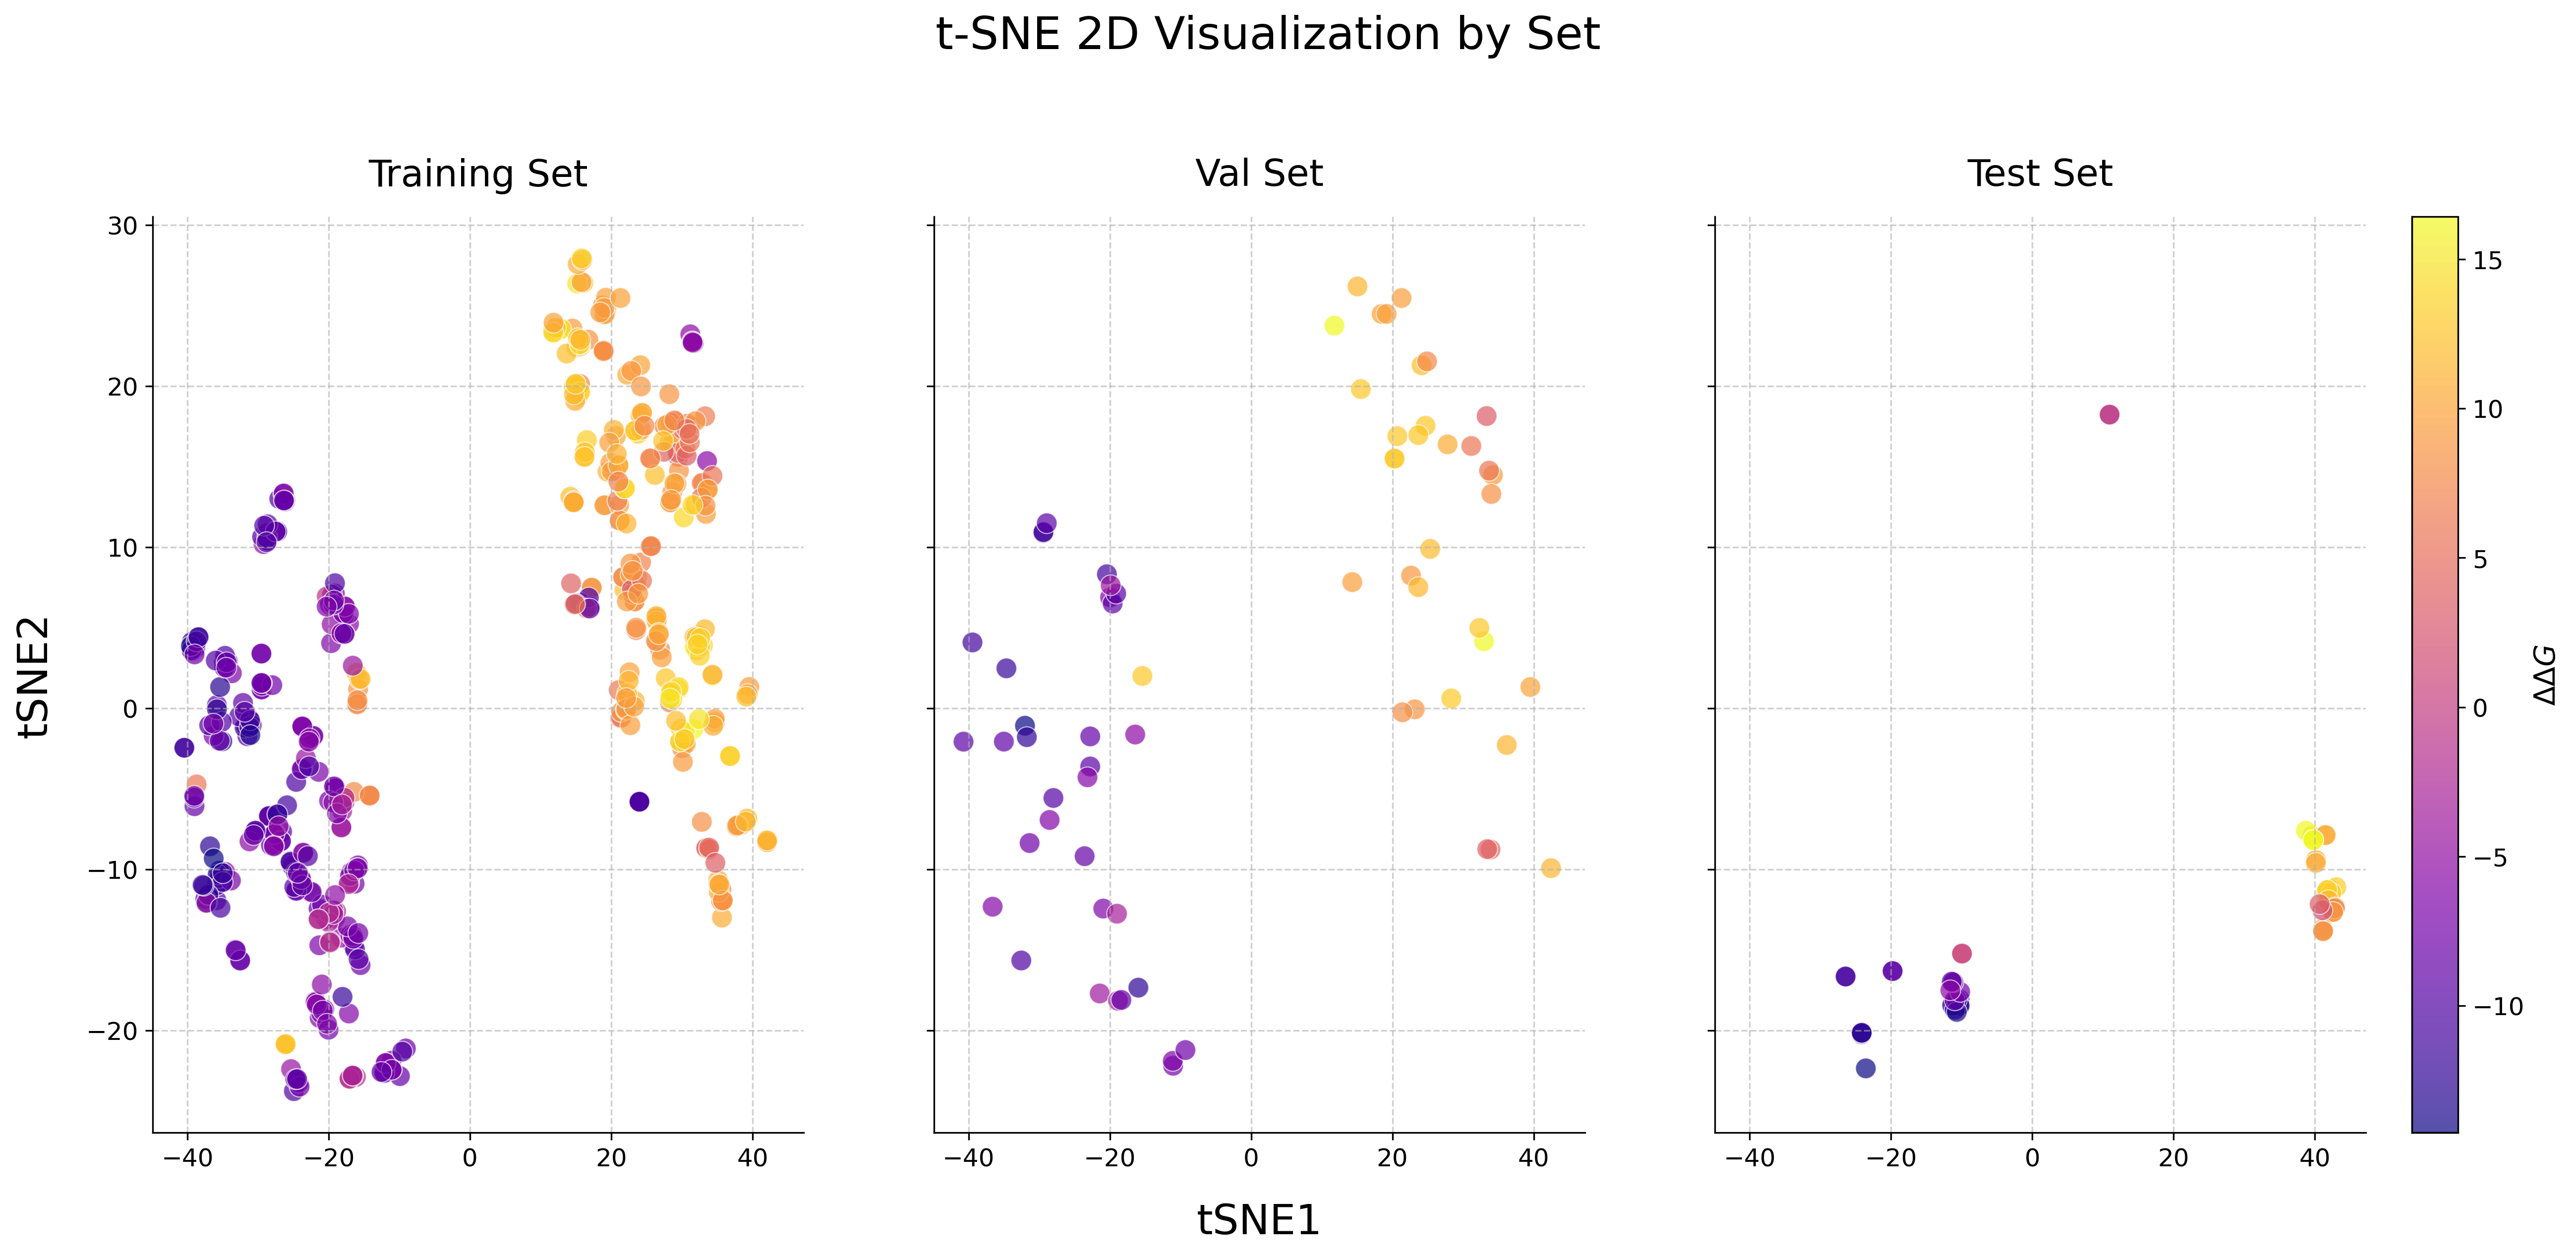 t-SNE 2D Visualization by Set
Training Set
Val Set
Test Set
30
20
10
0
−10
−20
tSNE2
−40 −20 0 20 40
−40 −20 0 20 40
−40 −20 0 20 40
tSNE1
15
10
5
0
−5
−10
ΔΔG